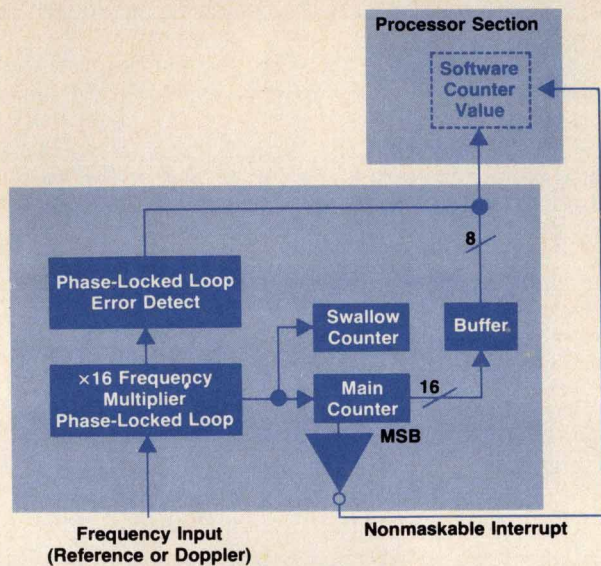 Processor Section
Software
Counter
Value
8
Phase-Locked Loop
Error Detect
Swallow
Counter
Buffer
×16 Frequency
Multiplier
Phase-Locked Loop
Main
Counter
16
MSB
Frequency Input
(Reference or Doppler)
Nonmaskable Interrupt